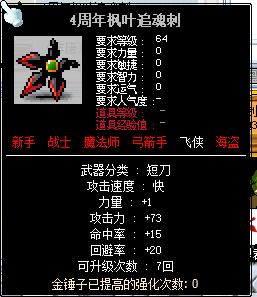 4周年枫叶追魂刺
要求等级： 64
要求力量： 0
要求敏捷： 0
要求智力： 0
要求运气： 0
要求人气度： -
道具等级： -
道具经验值： -
新手 战士 魔法师 弓箭手 飞侠 海盗
武器分类 ： 短刀
攻击速度 ： 快
力量 ： +1
攻击力 ： +73
命中率 ： +15
回避率 ： +20
可升级次数 ： 7回
金锤子已提高的强化次数: 0